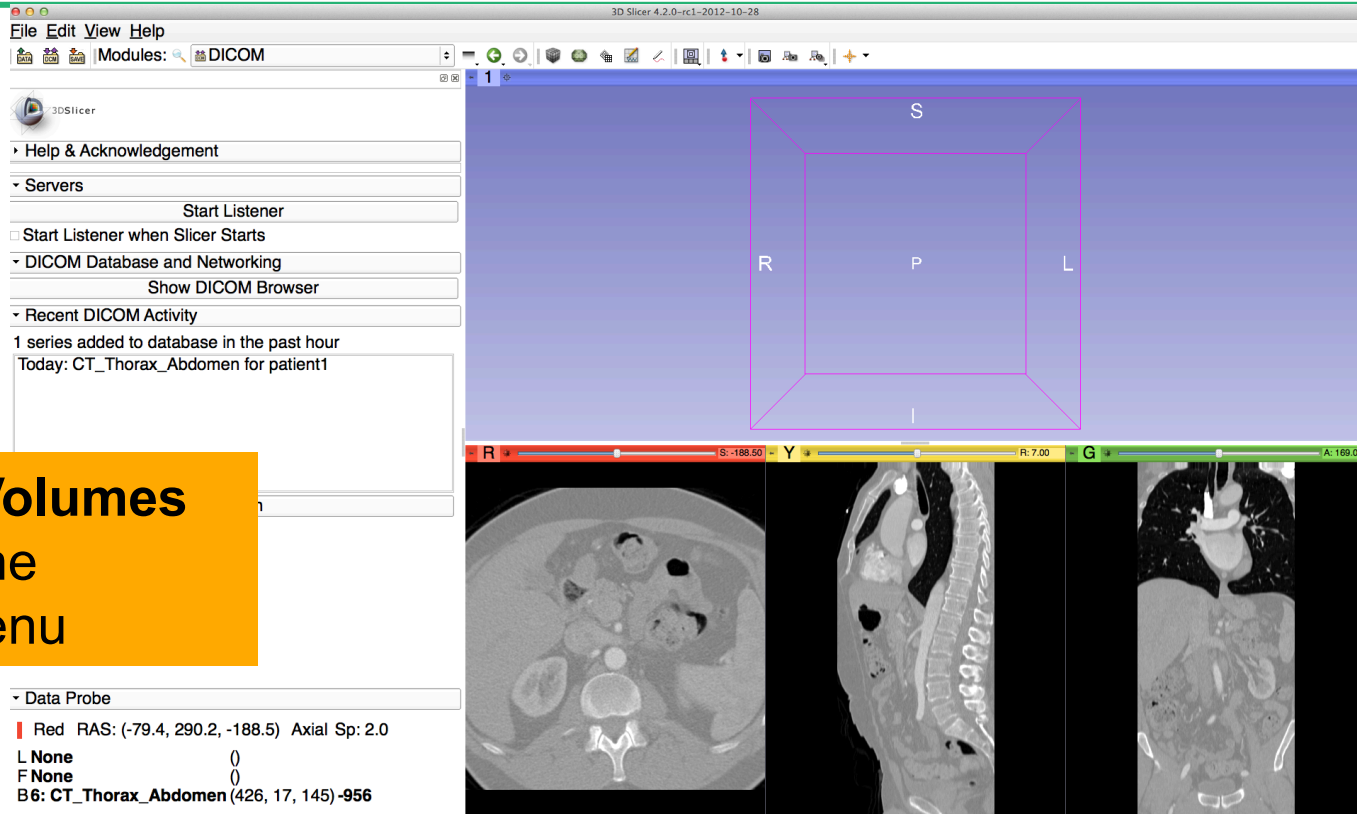 3D Slicer 4.2.0-rc1-2012-10-28
File Edit View Help
DATA DCM SAVE Modules: DICOM
1
3DSlicer
Help & Acknowledgement
Servers
Start Listener
Start Listener when Slicer Starts
DICOM Database and Networking
Show DICOM Browser
Recent DICOM Activity
1 series added to database in the past hour
Today: CT_Thorax_Abdomen for patient1
S
R P L
I
R S: -188.50 Y R: 7.00 G A: 169.0
Volumes
enu
Data Probe
Red RAS: (-79.4, 290.2, -188.5) Axial Sp: 2.0
L None ()
F None ()
B 6: CT_Thorax_Abdomen (426, 17, 145) -956